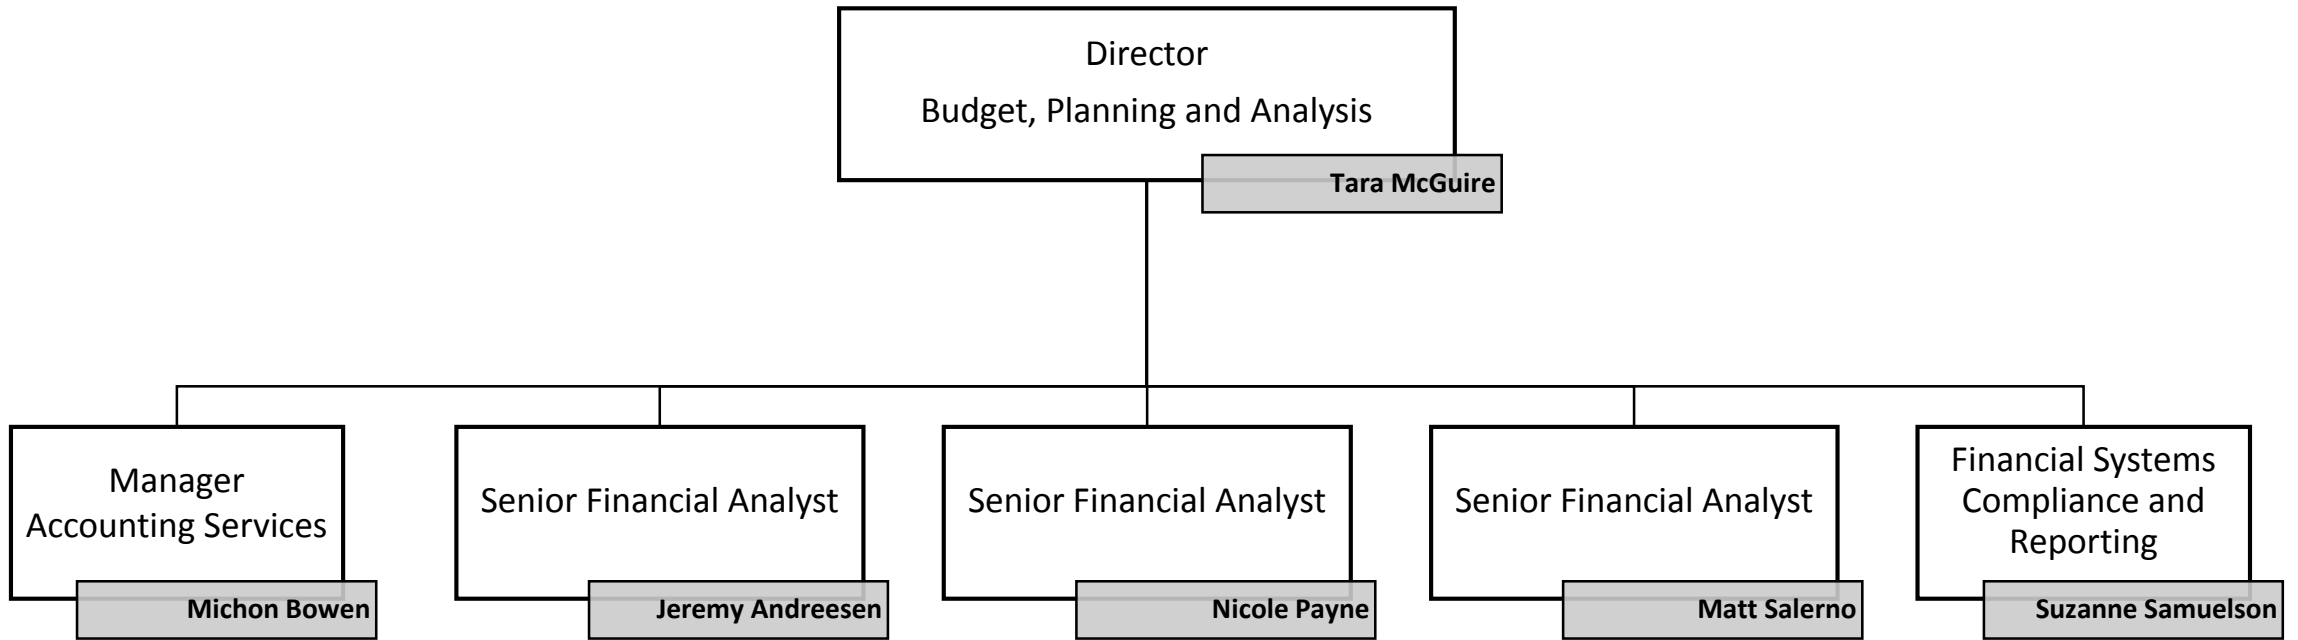 Director
Budget, Planning and Analysis
Tara McGuire
Manager
Accounting Services
Michon Bowen
Senior Financial Analyst
Jeremy Andreesen
Senior Financial Analyst
Nicole Payne
Senior Financial Analyst
Matt Salerno
Financial Systems
Compliance and
Reporting
Suzanne Samuelson